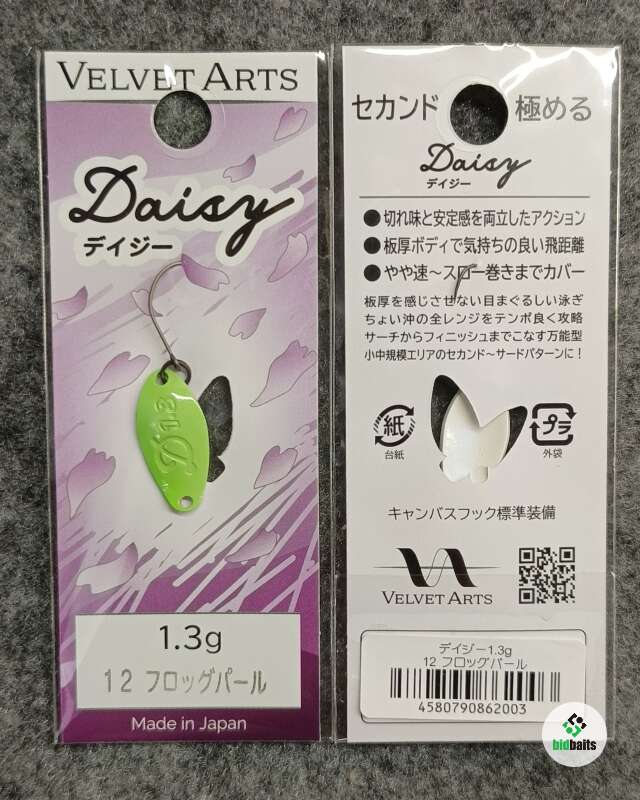 VELVET ARTS
Daisy
デイジー
1.3g
12 フロッグパール
Made in Japan
セカンド 極める
Daisy
デイジー
●切れ味と安定感を両立したアクション
●板厚ボディで気持ちの良い飛距離
●やや速～スロー巻きまでカバー
板厚を感じさせない目まぐるしい泳ぎ
ちょい沖の全レンジをテンポ良く攻略
サーチからフィニッシュまでこなす万能型
小中規模エリアのセカンド～サードパターンに!
紙
台紙
プラ
外袋
キャンバスフック標準装備
VELVET ARTS
デイジー1.3g
12 フロッグパール
4580790862003
bidbaits